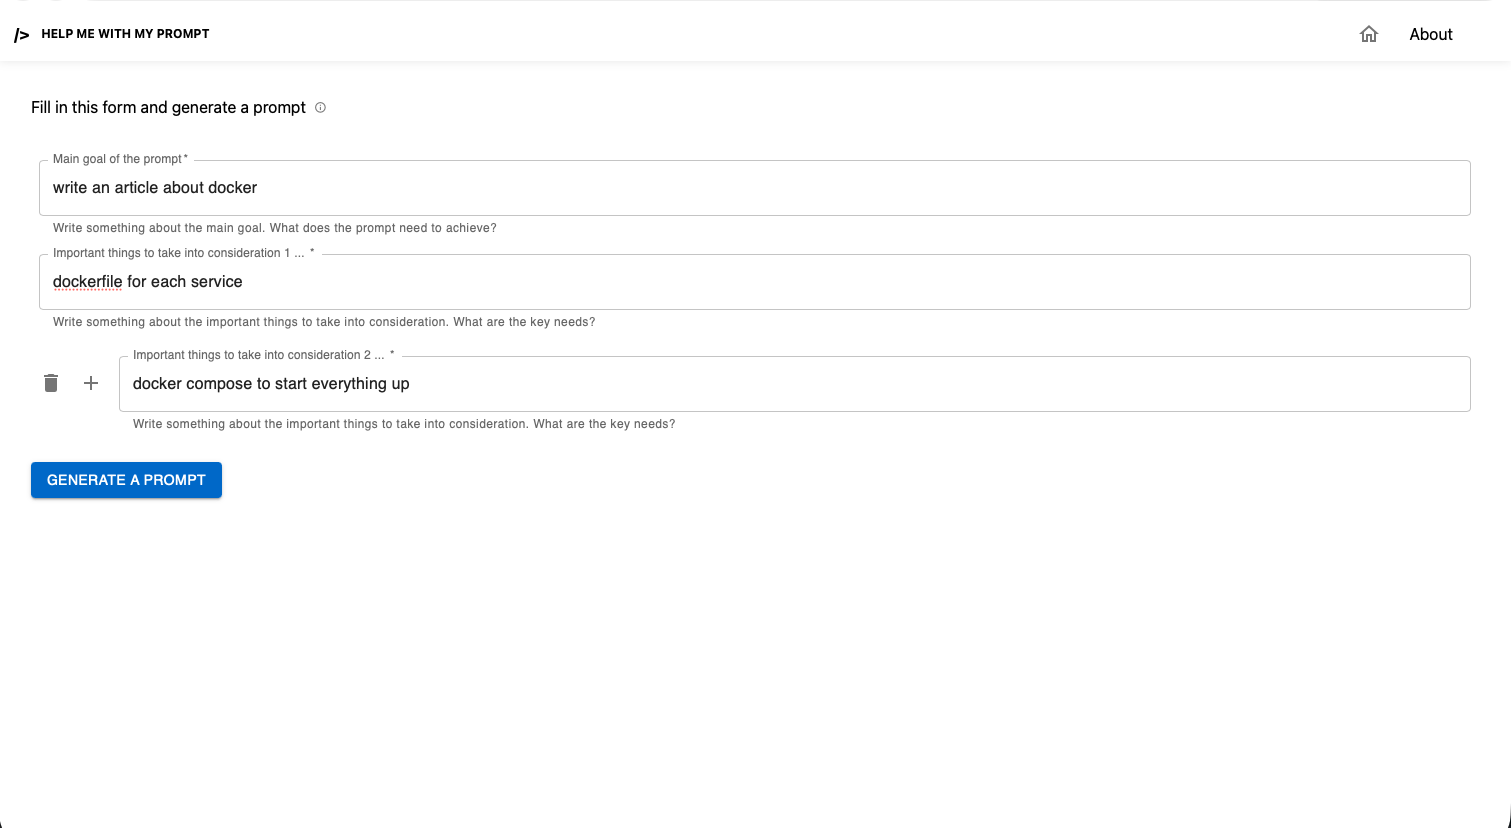 /> HELP ME WITH MY PROMPT About
Fill in this form and generate a prompt
Main goal of the prompt *
write an article about docker
Write something about the main goal. What does the prompt need to achieve?
Important things to take into consideration 1 ... *
dockerfile for each service
Write something about the important things to take into consideration. What are the key needs?
Important things to take into consideration 2 ... *
docker compose to start everything up
Write something about the important things to take into consideration. What are the key needs?
GENERATE A PROMPT